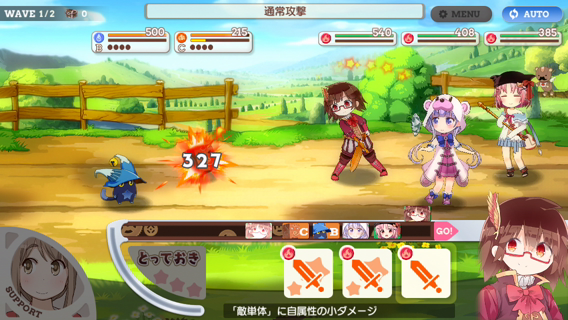 WAVE 1/2 0
通常攻撃
MENU
AUTO
500
B
215
C
540
408
385
327
C B
GO!
とっておき
SUPPORT
「敵単体」に自属性の小ダメージ